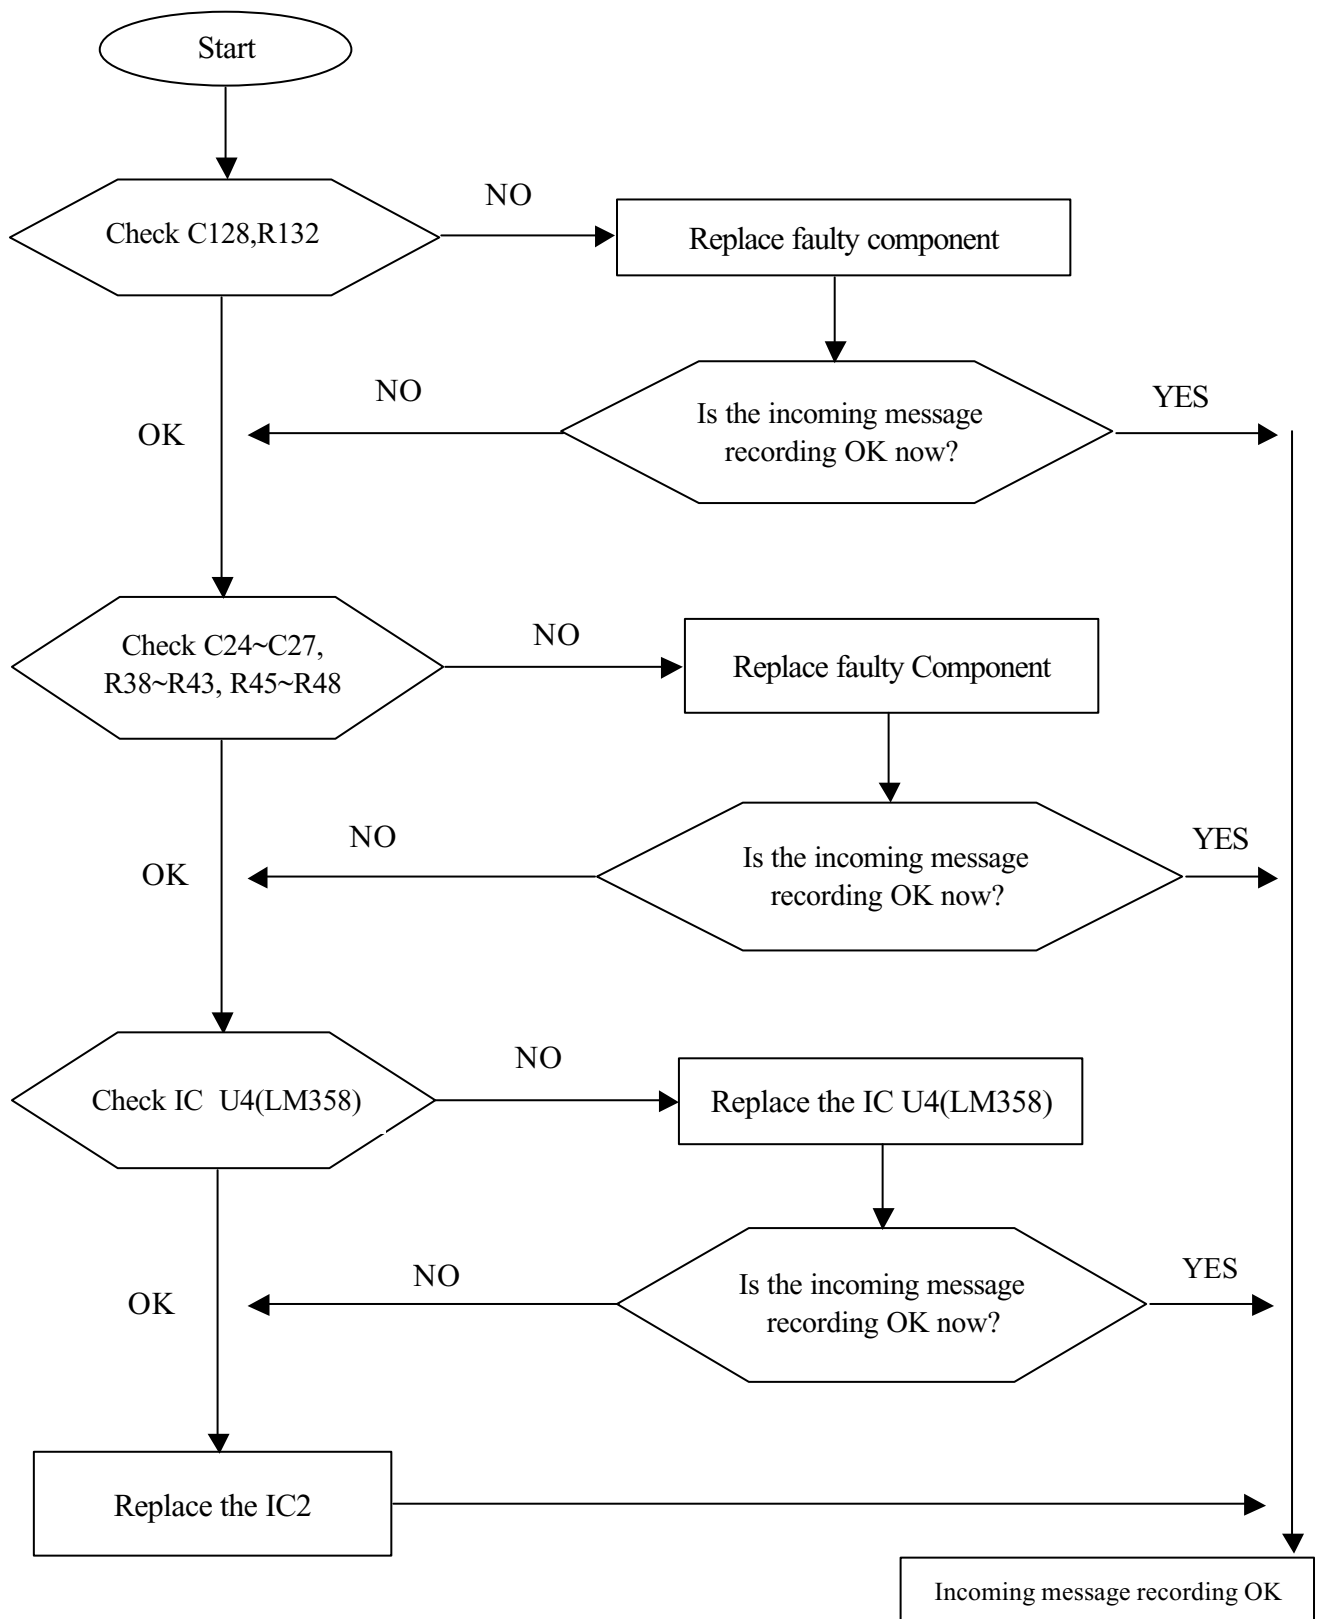 Start
NO
Check C128,R132
Replace faulty component
NO
YES
Is the incoming message
recording OK now?
OK
Check C24~C27,
R38~R43, R45~R48
NO
Replace faulty Component
NO
YES
Is the incoming message
recording OK now?
OK
NO
Check IC  U4(LM358)
Replace the IC U4(LM358)
NO
YES
Is the incoming message
recording OK now?
OK
Replace the IC2
Incoming message recording OK